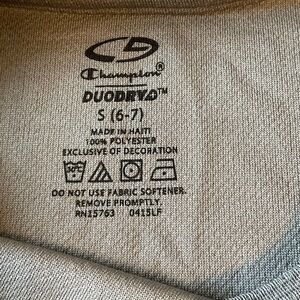 Champion®
DUODRY™
S (6-7)
MADE IN HAITI
100% POLYESTER
EXCLUSIVE OF DECORATION
30°C
DO NOT USE FABRIC SOFTENER.
REMOVE PROMPTLY.
RN15763 0415LF